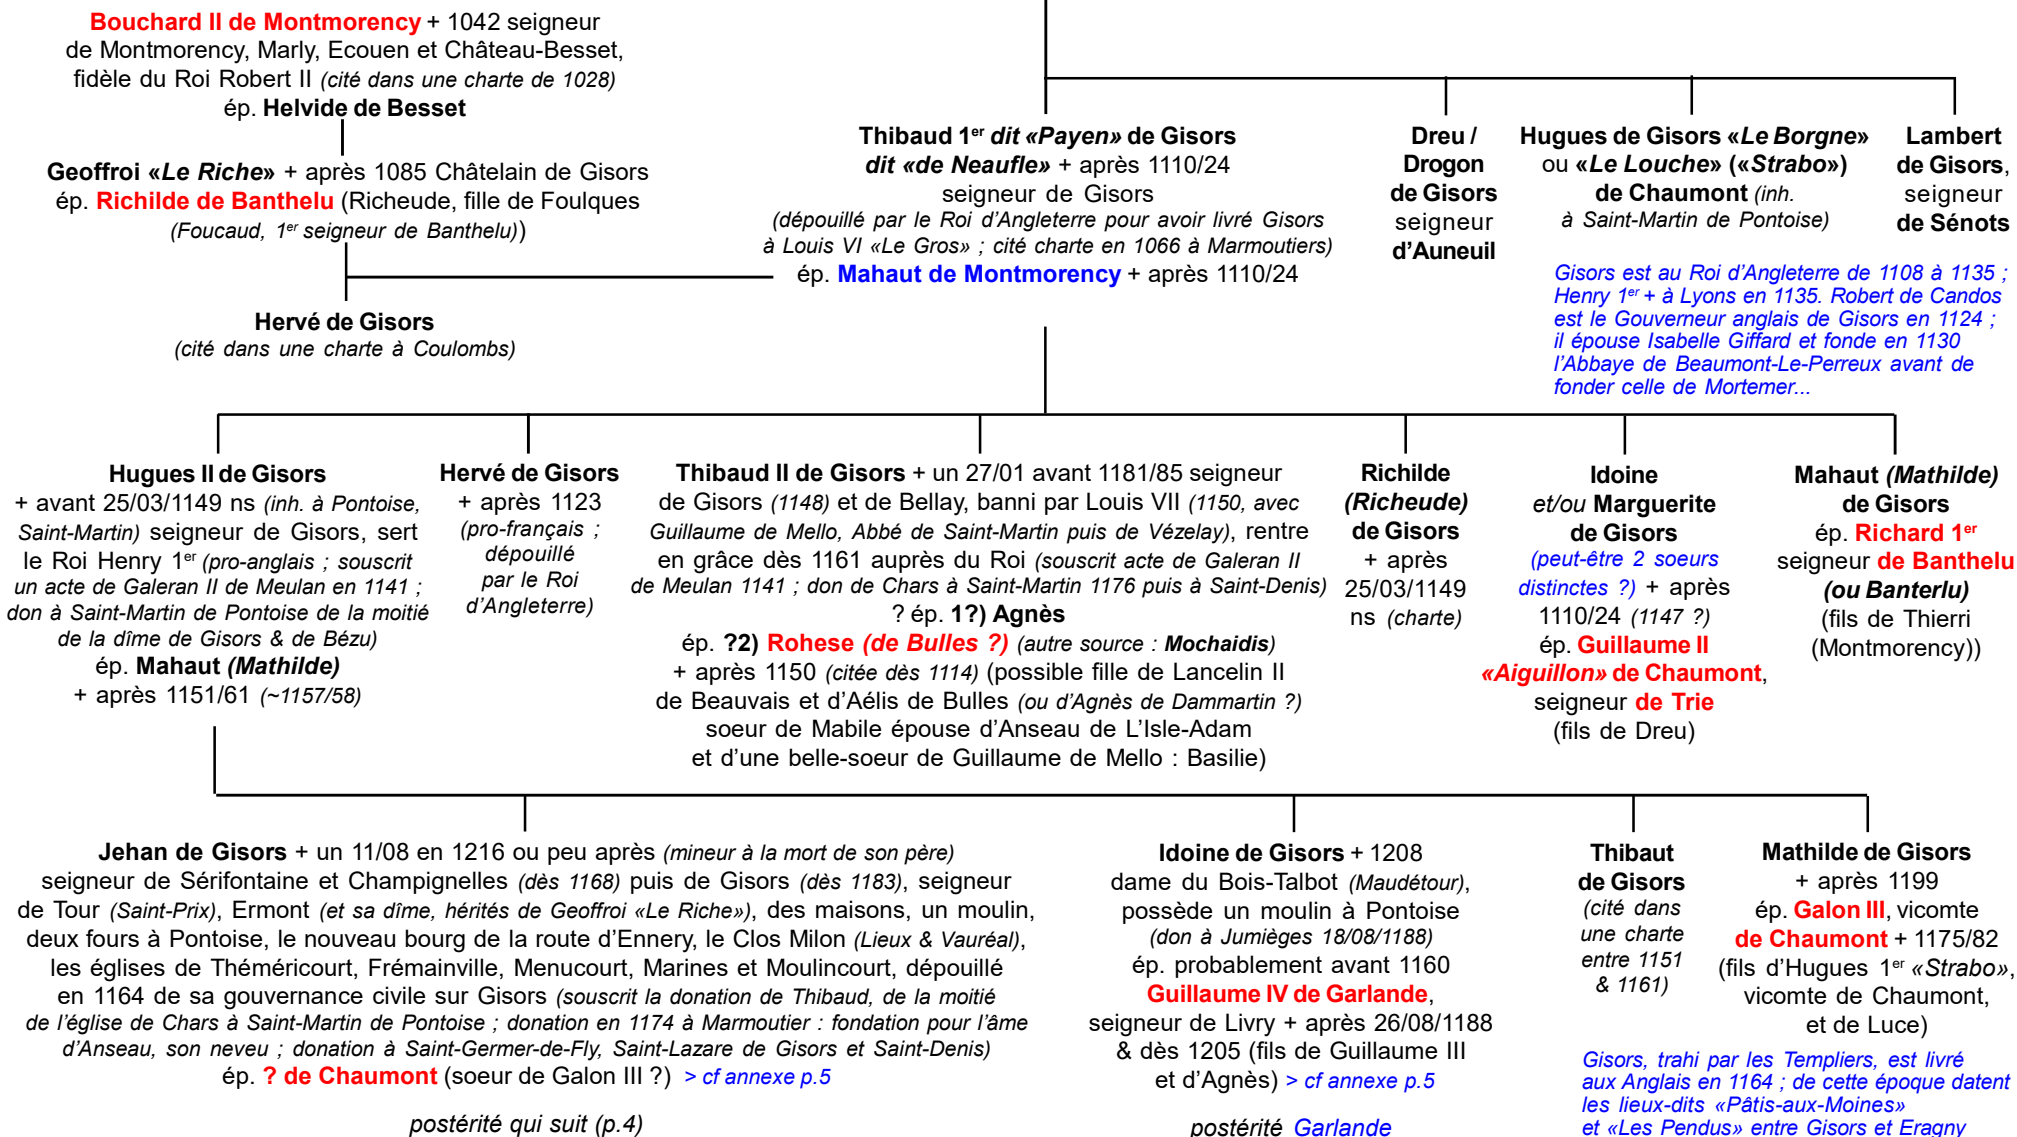 Bouchard II de Montmorency + 1042 seigneur
de Montmorency, Marly, Ecouen et Château-Besset,
fidèle du Roi Robert II (cité dans une charte de 1028)
ép. Helvide de Besset
Geoffroi «Le Riche» + après 1085 Châtelain de Gisors
ép. Richilde de Banthelu (Richeude, fille de Foulques
(Foucaud, 1er seigneur de Banthelu))
Hervé de Gisors
(cité dans une charte à Coulombs)
Thibaud 1er dit «Payen» de Gisors
dit «de Neaufle» + après 1110/24
seigneur de Gisors
(dépouillé par le Roi d'Angleterre pour avoir livré Gisors
à Louis VI «Le Gros» ; cité charte en 1066 à Marmoutiers)
ép. Mahaut de Montmorency + après 1110/24
Dreu /
Drogon
de Gisors
seigneur
d'Auneuil
Hugues de Gisors «Le Borgne»
ou «Le Louche» («Strabo»)
de Chaumont (inh.
à Saint-Martin de Pontoise)
Lambert
de Gisors,
seigneur
de Sénots
Gisors est au Roi d'Angleterre de 1108 à 1135 ;
Henry 1er + à Lyons en 1135. Robert de Candos
est le Gouverneur anglais de Gisors en 1124 ;
il épouse Isabelle Giffard et fonde en 1130
l'Abbaye de Beaumont-Le-Perreux avant de
fonder celle de Mortemer...
Hugues II de Gisors
+ avant 25/03/1149 ns (inh. à Pontoise,
Saint-Martin) seigneur de Gisors, sert
le Roi Henry 1er (pro-anglais ; souscrit
un acte de Galeran II de Meulan en 1141 ;
don à Saint-Martin de Pontoise de la moitié
de la dîme de Gisors & de Bézu)
ép. Mahaut (Mathilde)
+ après 1151/61 (~1157/58)
Hervé de Gisors
+ après 1123
(pro-français ;
dépouillé
par le Roi
d'Angleterre)
Thibaud II de Gisors + un 27/01 avant 1181/85 seigneur
de Gisors (1148) et de Bellay, banni par Louis VII (1150, avec
Guillaume de Mello, Abbé de Saint-Martin puis de Vézelay), rentre
en grâce dès 1161 auprès du Roi (souscrit acte de Galeran II
de Meulan 1141 ; don de Chars à Saint-Martin 1176 puis à Saint-Denis)
? ép. 1?) Agnès
ép. ?2) Rohese (de Bulles ?) (autre source : Mochaidis)
+ après 1150 (citée dès 1114) (possible fille de Lancelin II
de Beauvais et d'Aélis de Bulles (ou d'Agnès de Dammartin ?)
soeur de Mabile épouse d'Anseau de L'Isle-Adam
et d'une belle-soeur de Guillaume de Mello : Basilie)
Richilde
(Richeude)
de Gisors
+ après
25/03/1149
ns (charte)
Idoine
et/ou Marguerite
de Gisors
(peut-être 2 soeurs
distinctes ?) + après
1110/24 (1147 ?)
ép. Guillaume II
«Aiguillon» de Chaumont,
seigneur de Trie
(fils de Dreu)
Mahaut (Mathilde)
de Gisors
ép. Richard 1er
seigneur de Banthelu
(ou Banterlu)
(fils de Thierri
(Montmorency))
Jehan de Gisors + un 11/08 en 1216 ou peu après (mineur à la mort de son père)
seigneur de Sérifontaine et Champignelles (dès 1168) puis de Gisors (dès 1183), seigneur
de Tour (Saint-Prix), Ermont (et sa dîme, hérités de Geoffroi «Le Riche»), des maisons, un moulin,
deux fours à Pontoise, le nouveau bourg de la route d'Ennery, le Clos Milon (Lieux & Vauréal),
les églises de Théméricourt, Frémainville, Menucourt, Marines et Moulincourt, dépouillé
en 1164 de sa gouvernance civile sur Gisors (souscrit la donation de Thibaud, de la moitié
de l'église de Chars à Saint-Martin de Pontoise ; donation en 1174 à Marmoutier : fondation pour l'âme
d'Anseau, son neveu ; donation à Saint-Germer-de-Fly, Saint-Lazare de Gisors et Saint-Denis)
ép. ? de Chaumont (soeur de Galon III ?) > cf annexe p.5
postérité qui suit (p.4)
Idoine de Gisors + 1208
dame du Bois-Talbot (Maudétour),
possède un moulin à Pontoise
(don à Jumièges 18/08/1188)
ép. probablement avant 1160
Guillaume IV de Garlande,
seigneur de Livry + après 26/08/1188
& dès 1205 (fils de Guillaume III
et d'Agnès) > cf annexe p.5
postérité Garlande
Thibaut
de Gisors
(cité dans
une charte
entre 1151
& 1161)
Mathilde de Gisors
+ après 1199
ép. Galon III, vicomte
de Chaumont + 1175/82
(fils d'Hugues 1er «Strabo»,
vicomte de Chaumont,
et de Luce)
Gisors, trahi par les Templiers, est livré
aux Anglais en 1164 ; de cette époque datent
les lieux-dits «Pâtis-aux-Moines»
et «Les Pendus» entre Gisors et Eragny